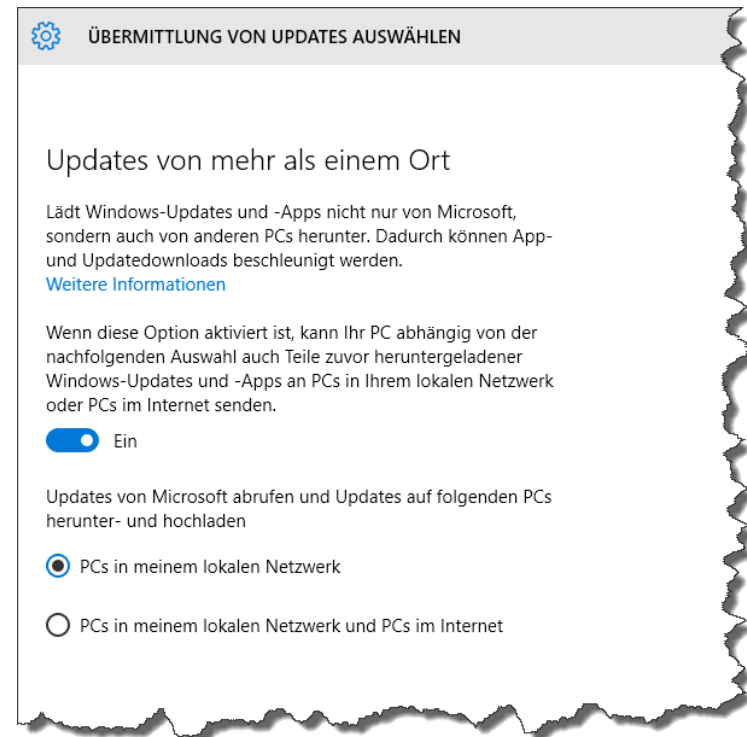 ÜBERMITTLUNG VON UPDATES AUSWÄHLEN
Updates von mehr als einem Ort
Lädt Windows-Updates und -Apps nicht nur von Microsoft,
sondern auch von anderen PCs herunter. Dadurch können App-
und Updatedownloads beschleunigt werden.
Weitere Informationen
Wenn diese Option aktiviert ist, kann Ihr PC abhängig von der
nachfolgenden Auswahl auch Teile zuvor heruntergeladener
Windows-Updates und -Apps an PCs in Ihrem lokalen Netzwerk
oder PCs im Internet senden.
Ein
Updates von Microsoft abrufen und Updates auf folgenden PCs
herunter- und hochladen
PCs in meinem lokalen Netzwerk
PCs in meinem lokalen Netzwerk und PCs im Internet